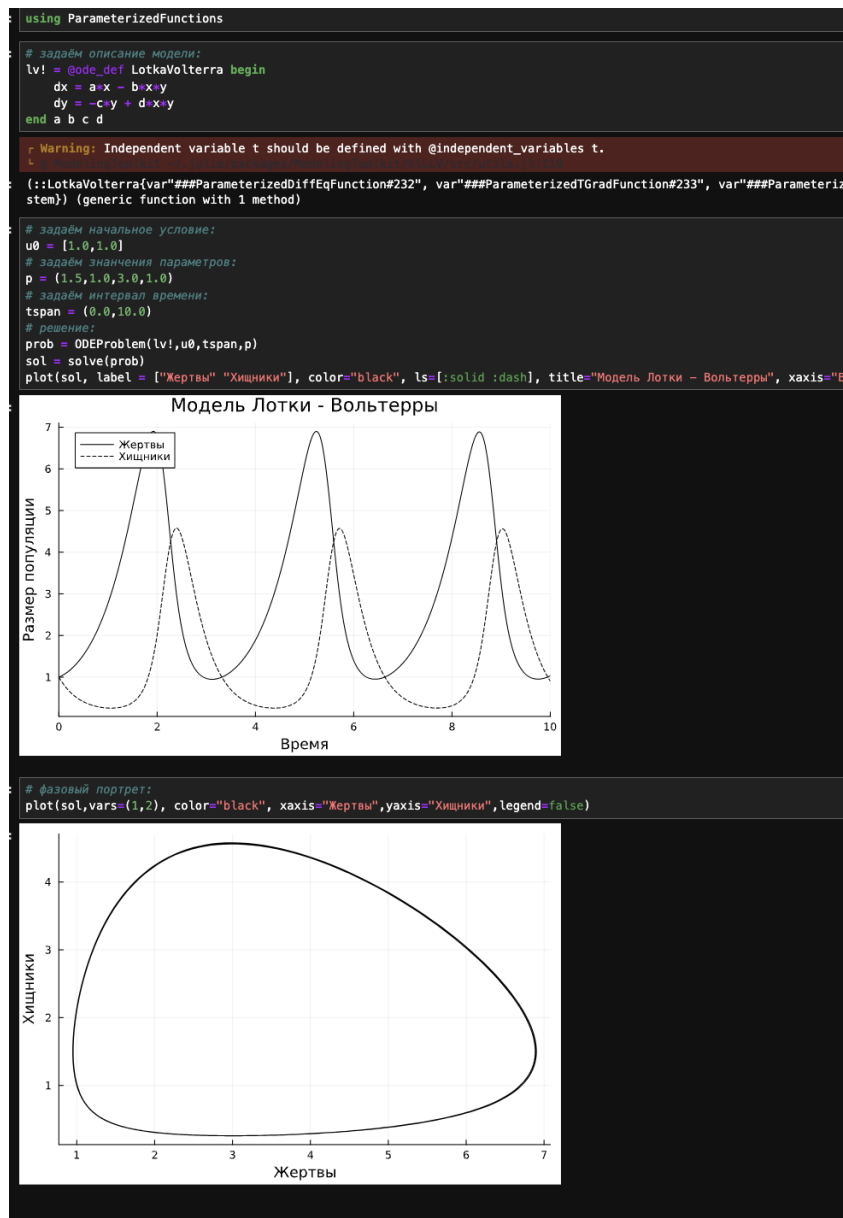 using ParameterizedFunctions
# задаём описание модели:
lv! = @ode_def LotkaVolterra begin
dx = a*x - b*x*y
dy = -c*y + d*x*y
end a b c d
┌ Warning: Independent variable t should be defined with @independent_variables t.
(::LotkaVolterra{var"###ParameterizedDiffEqFunction#232", var"###ParameterizedTGradFunction#233", var"###Parameteriz
stem}) (generic function with 1 method)
# задаём начальное условие:
u0 = [1.0,1.0]
# задаём знанчения параметров:
p = (1.5,1.0,3.0,1.0)
# задаём интервал времени:
tspan = (0.0,10.0)
# решение:
prob = ODEProblem(lv!,u0,tspan,p)
sol = solve(prob)
plot(sol, label = ["Жертвы" "Хищники"], color="black", ls=[:solid :dash], title="Модель Лотки - Вольтерры", xaxis="В
Модель Лотки - Вольтерры
Жертвы
Хищники
Размер популяции
7
6
5
4
3
2
1
0 2 4 6 8 10
Время
# фазовый портрет:
plot(sol,vars=(1,2), color="black", xaxis="Жертвы",yaxis="Хищники",legend=false)
Хищники
4
3
2
1
1 2 3 4 5 6 7
Жертвы